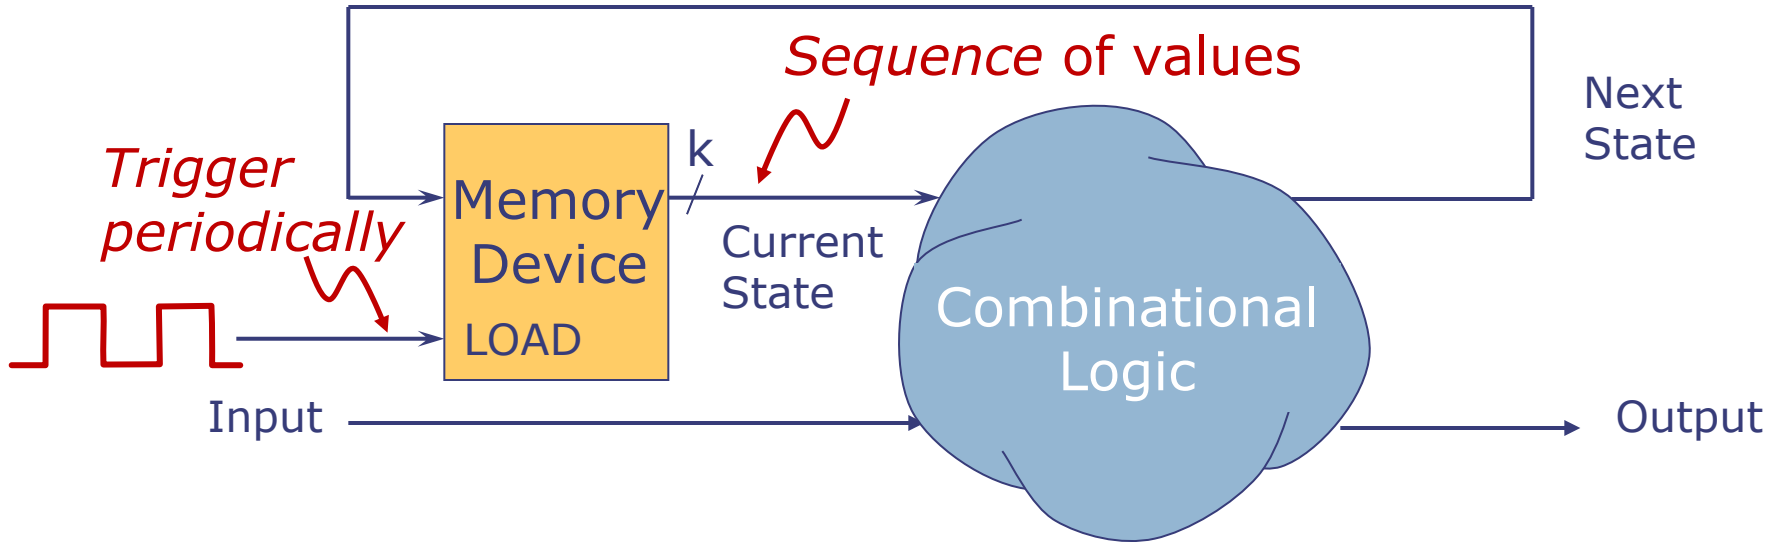 Sequence of values
Next
State
k
Trigger
periodically
Memory
Device
LOAD
Current
State
Combinational
Logic
Input
Output